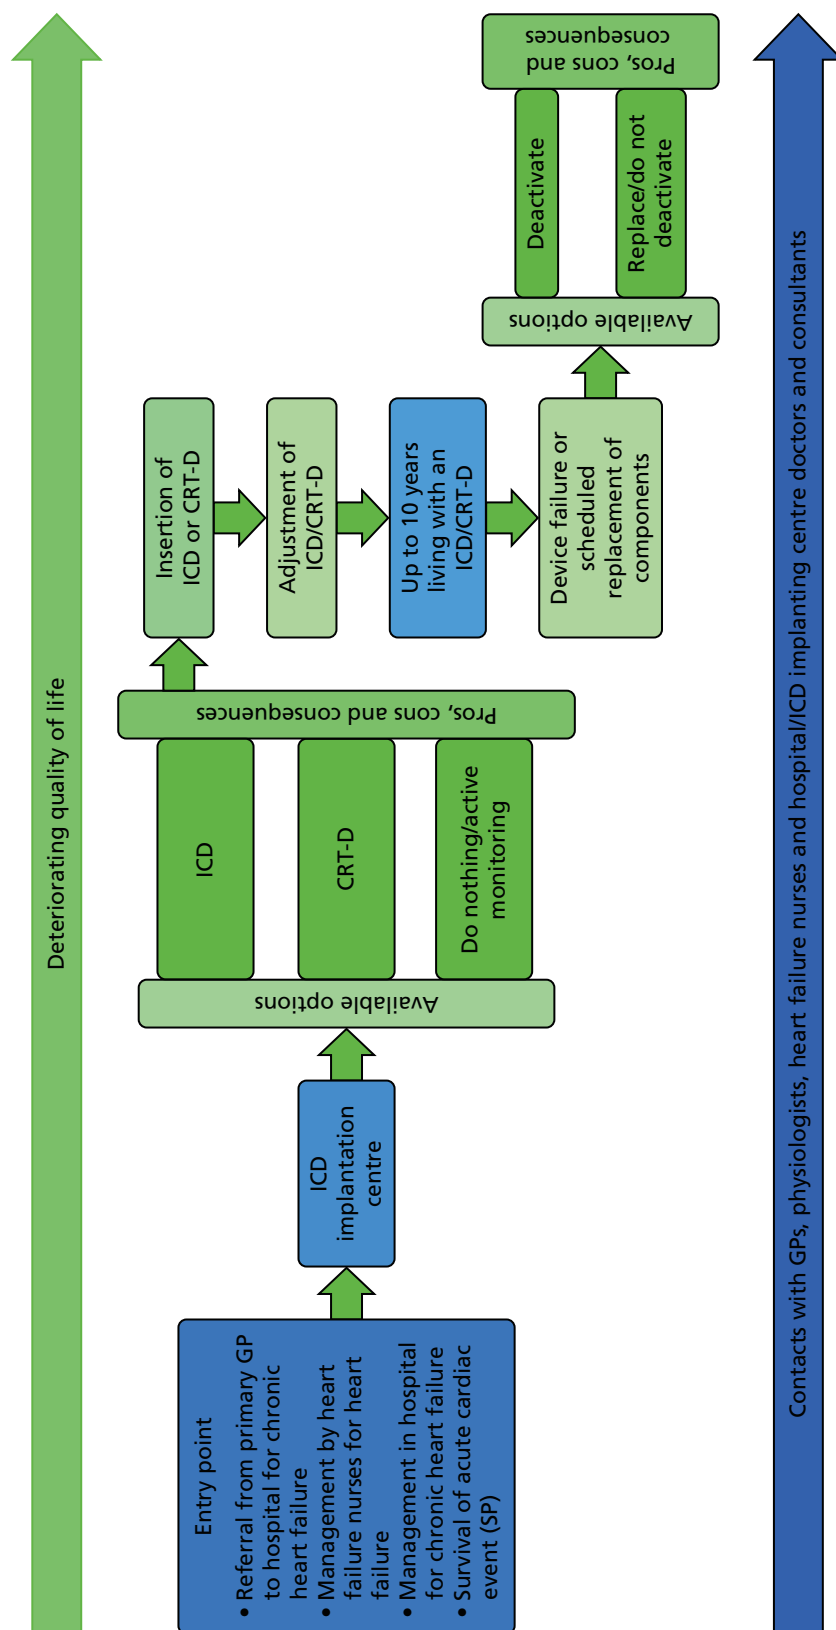 Deteriorating quality of life
Entry point
• Referral from primary GP
to hospital for chronic
heart failure
• Management by heart
failure nurses for heart
failure
• Management in hospital
for chronic heart failure
• Survival of acute cardiac
event (SP)
ICD
implantation
centre
Available options
ICD
CRT-D
Do nothing/active
monitoring
Pros, cons and consequences
Insertion of
ICD or CRT-D
Adjustment of
ICD/CRT-D
Up to 10 years
living with an
ICD/CRT-D
Device failure or
scheduled
replacement of
components
Available options
Deactivate
Replace/do not
deactivate
Pros, cons and
consequences
Contacts with GPs, physiologists, heart failure nurses and hospital/ICD implanting centre doctors and consultants